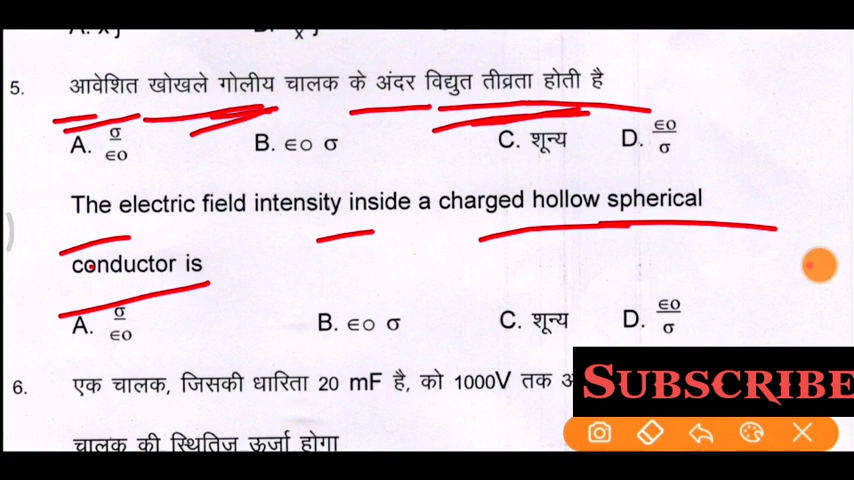 5. आवेशित खोखले गोलीय चालक के अंदर विद्युत तीव्रता होती है
A. σ/∈o B. ∈o σ C. शून्य D. ∈o/σ
The electric field intensity inside a charged hollow spherical
conductor is
A. σ/∈o B. ∈o σ C. शून्य D. ∈o/σ
6. एक चालक, जिसकी धारिता 20 mF है, को 1000V तक
SUBSCRIBE
चालक की स्थितिज ऊर्जा होगा